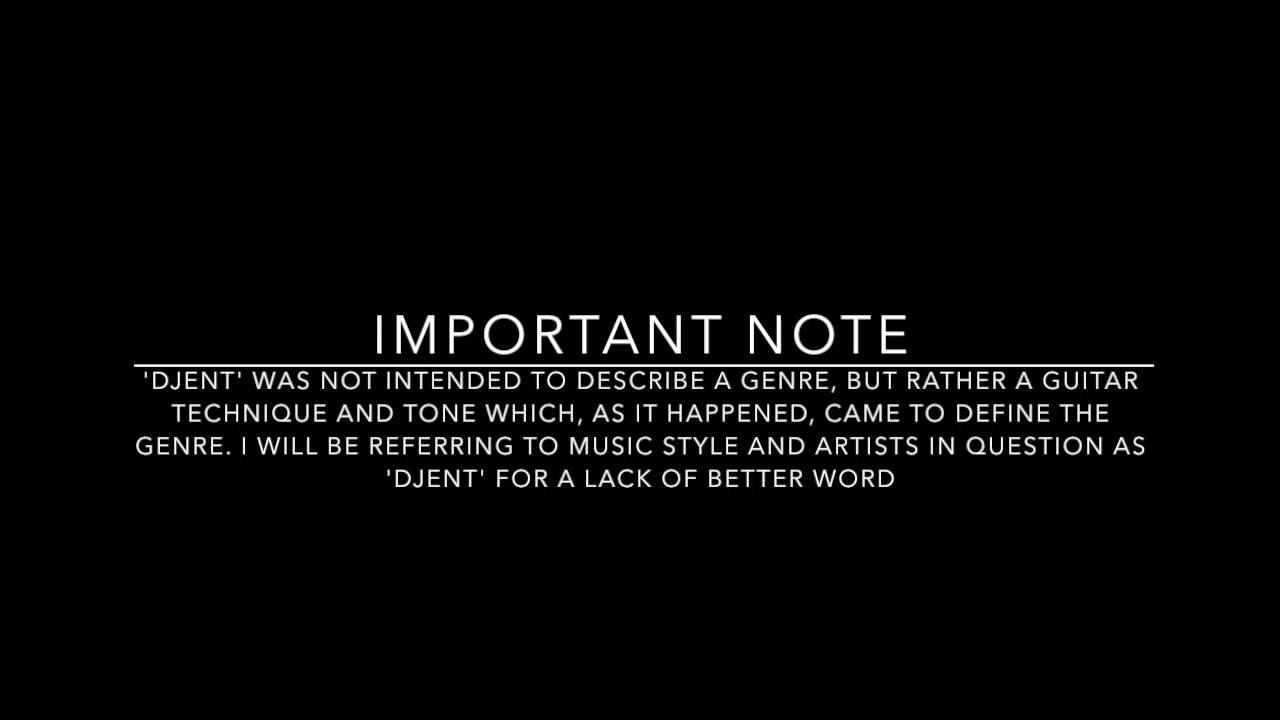 IMPORTANT NOTE
'DJENT' WAS NOT INTENDED TO DESCRIBE A GENRE, BUT RATHER A GUITAR
TECHNIQUE AND TONE WHICH, AS IT HAPPENED, CAME TO DEFINE THE
GENRE. I WILL BE REFERRING TO MUSIC STYLE AND ARTISTS IN QUESTION AS
'DJENT' FOR A LACK OF BETTER WORD